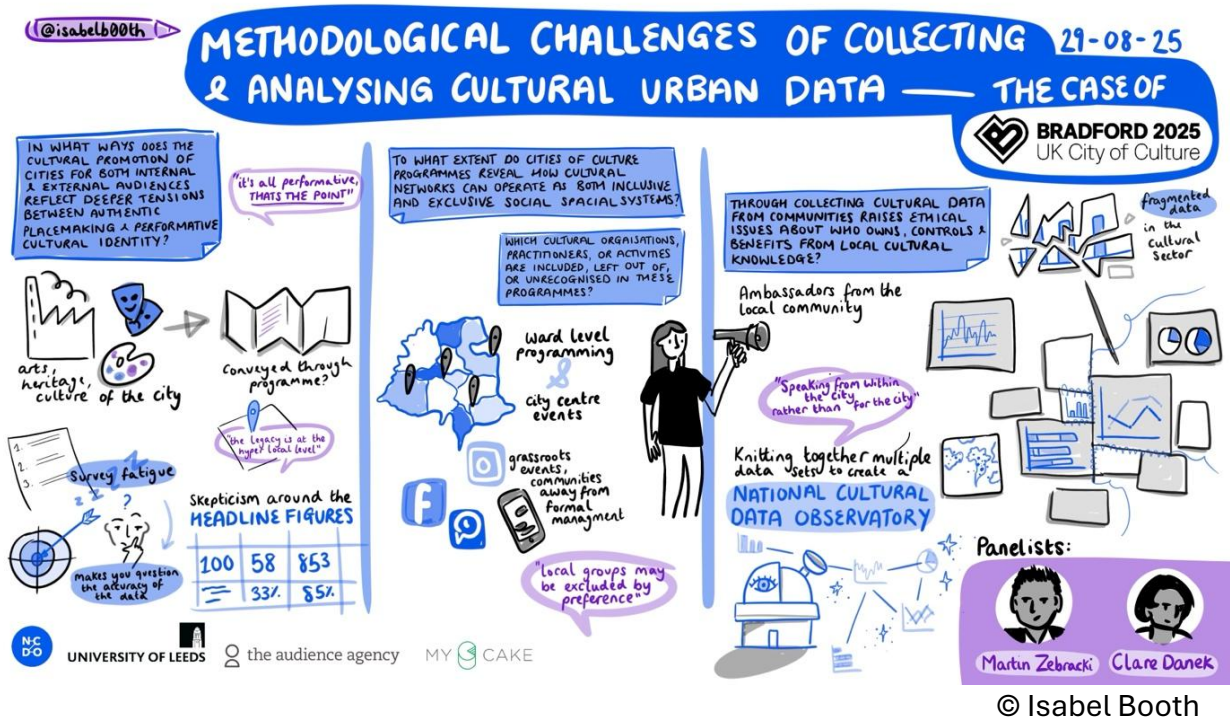 @isabelb00th
METHODOLOGICAL CHALLENGES OF COLLECTING
& ANALYSING CULTURAL URBAN DATA — THE CASE OF
29-08-25
BRADFORD 2025
UK City of Culture
IN WHAT WAYS DOES THE
CULTURAL PROMOTION OF
CITIES FOR BOTH INTERNAL
& EXTERNAL AUDIENCES
REFLECT DEEPER TENSIONS
BETWEEN AUTHENTIC
PLACEMAKING & PERFORMATIVE
CULTURAL IDENTITY?
"it's all performative,
THATS THE POINT"
arts,
heritage,
culture of the city
conveyed through
programme?
"the legacy is at the
hyper local level"
1.
2.
3.
Survey fatigue
z z z
?
makes you question
the accuracy of
the data
Skepticism around the
HEADLINE FIGURES
100 58 853
33% 85%
TO WHAT EXTENT DO CITIES OF CULTURE
PROGRAMMES REVEAL HOW CULTURAL
NETWORKS CAN OPERATE AS BOTH INCLUSIVE
AND EXCLUSIVE SOCIAL SPACIAL SYSTEMS?
WHICH CULTURAL ORGAISATIONS,
PRACTITIONERS, OR ACTIVITIES
ARE INCLUDED, LEFT OUT OF,
OR UNRECOGNISED IN THESE
PROGRAMMES?
Ward level
programming
&
city centre
events
grassroots
events,
communities
away from
formal
managment
f
"local groups may
be excluded by
preference"
THROUGH COLLECTING CULTURAL DATA
FROM COMMUNITIES RAISES ETHICAL
ISSUES ABOUT WHO OWNS, CONTROLS &
BENEFITS FROM LOCAL CULTURAL
KNOWLEDGE?
fragmented
data
in the
cultural
sector
Ambassadors from the
local community
"Speaking from within
the city
rather than "for the city"
Knitting together multiple
data sets to create a
NATIONAL CULTURAL
DATA OBSERVATORY
Panelists:
Martin Zebracki
Clare Danek
N·C
D·O
UNIVERSITY OF LEEDS
the audience agency
MY CAKE
© Isabel Booth